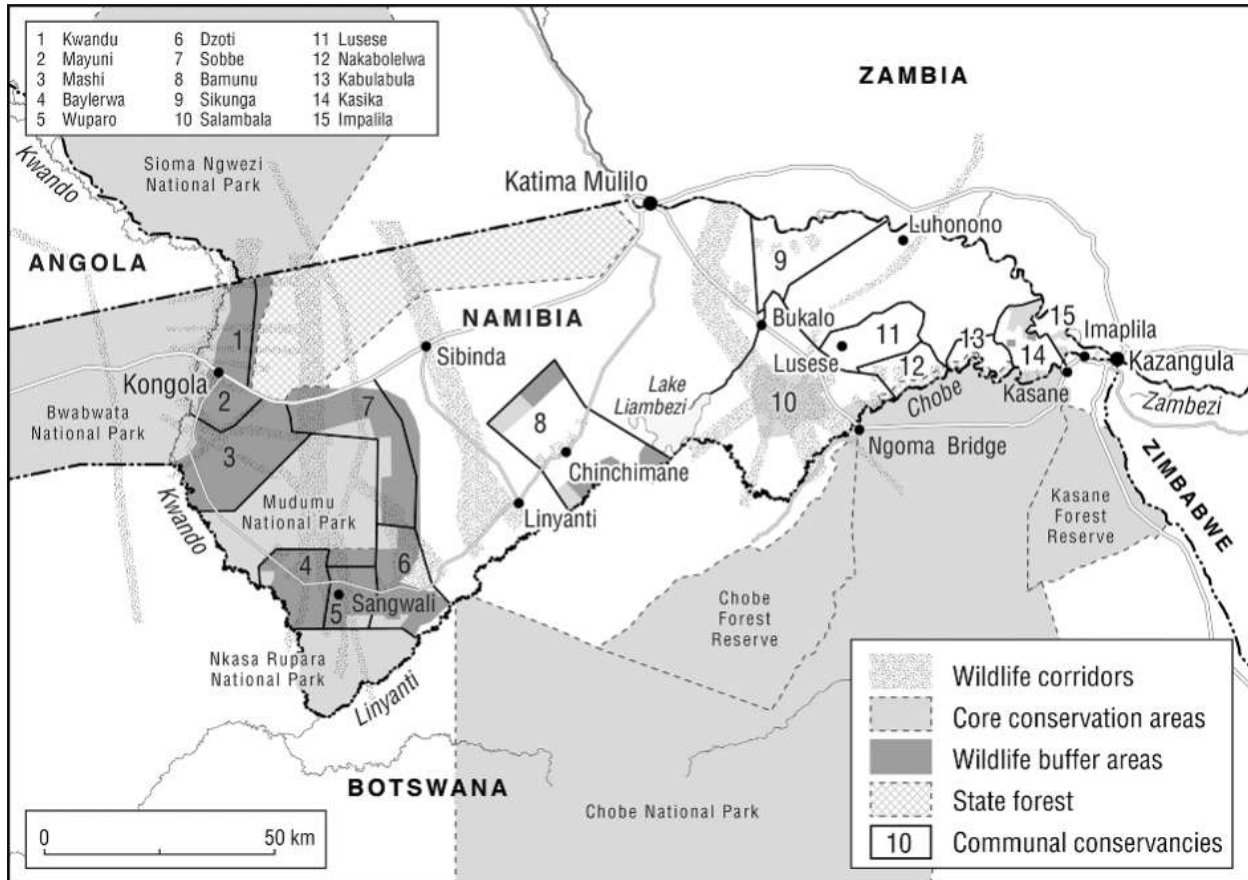 1 Kwandu
2 Mayuni
3 Mashi
4 Baylerwa
5 Wuparo
6 Dzoti
7 Sobbe
8 Bamunu
9 Sikunga
10 Salambala
11 Lusese
12 Nakabolelwa
13 Kabulabula
14 Kasika
15 Impalila
ZAMBIA
Kwando
Sioma Ngwezi
National Park
Katima Mulilo
Luhonono
ANGOLA
9
NAMIBIA
Bukalo
15
Imaplila
1
Sibinda
11
Lusese
13
14
Kazangula
Kongola
12
Kasane
Zambezi
2
7
Lake
Liambezi
10
Chobe
Bwabwata
National Park
8
Ngoma Bridge
3
Chinchimane
ZIMBABWE
Mudumu
National Park
Kwando
Linyanti
Kasane
Forest
Reserve
4
6
5
Sangwali
Chobe
Forest
Reserve
Nkasa Rupara
National Park
Linyanti
BOTSWANA
Chobe National Park
0 50 km
Wildlife corridors
Core conservation areas
Wildlife buffer areas
State forest
10 Communal conservancies